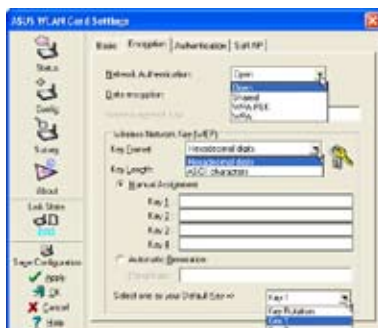 ASUS WLAN Card Settings
Basic Encryption Authentication Soft AP
Status
Config
Survey
About
Link State
Apply
OK
Cancel
Help
Network Authentication: Open
Open
Shared
WPA-PSK
WPA
Data encryption:
Wireless Network Key (WEP)
Key Format: Hexadecimal digits
Hexadecimal digits
ASCII characters
Key Length:
Manual Assignment
Key 1
Key 2
Key 3
Key 4
Automatic Generation
Select one as your Default Key => Key 1
Key Rotation
Key 1